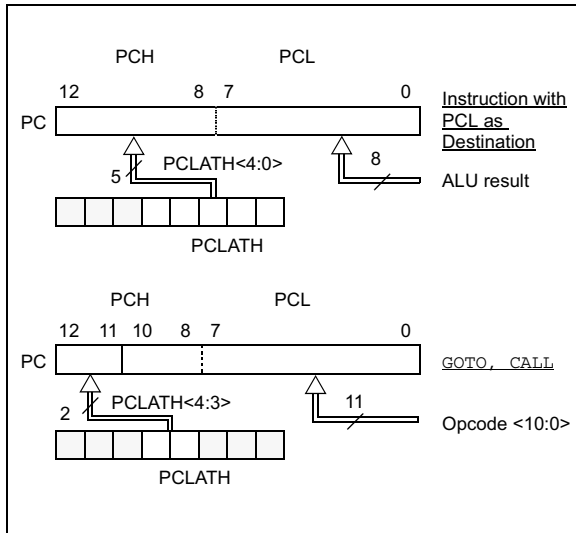 PCH PCL
12 8 7 0
PC
Instruction with
PCL as
Destination
5 PCLATH<4:0> 8
ALU result
PCLATH
PCH PCL
12 11 10 8 7 0
PC
GOTO, CALL
2 PCLATH<4:3> 11
Opcode <10:0>
PCLATH